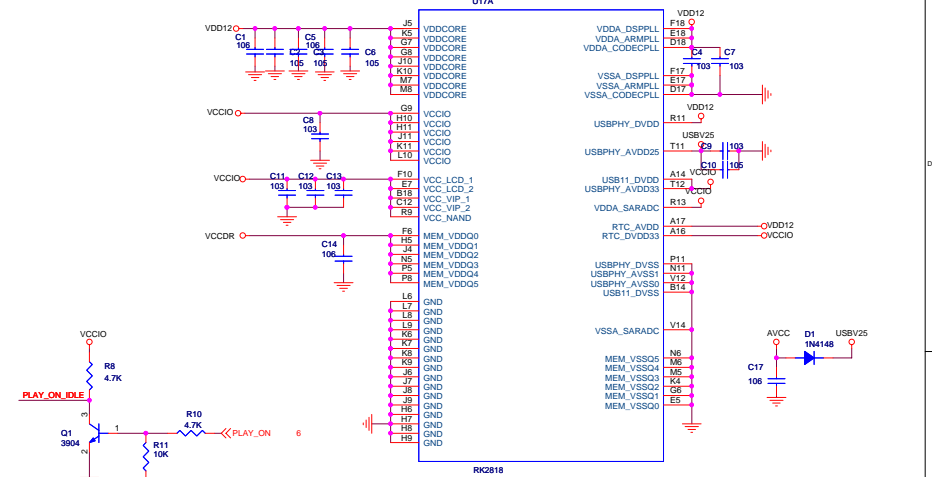 U17A
VDD12
C1
106
C5
106
105
105
C6
105
J5 VDDCORE
K5 VDDCORE
G7 VDDCORE
G8 VDDCORE
J10 VDDCORE
K10 VDDCORE
M7 VDDCORE
M8 VDDCORE
VCCIO
C8
103
G9 VCCIO
H10 VCCIO
H11 VCCIO
J11 VCCIO
K11 VCCIO
L10 VCCIO
VCCIO
C11
103
C12
103
C13
103
F10 VCC_LCD_1
E7 VCC_LCD_2
B18 VCC_VIP_1
C12 VCC_VIP_2
R9 VCC_NAND
VCCDR
C14
106
F6 MEM_VDDQ0
H5 MEM_VDDQ1
J4 MEM_VDDQ2
N5 MEM_VDDQ3
P5 MEM_VDDQ4
P8 MEM_VDDQ5
L6 GND
L7 GND
L8 GND
L9 GND
K6 GND
K7 GND
K8 GND
K9 GND
J6 GND
J7 GND
J8 GND
J9 GND
H6 GND
H7 GND
H8 GND
H9 GND
RK2818
VDD12
VDDA_DSPPLL F18
VDDA_ARMPLL E18
VDDA_CODECPLL D18
C4
103
C7
103
VSSA_DSPPLL F17
VSSA_ARMPLL E17
VSSA_CODECPLL D17
VDD12
USBPHY_DVDD R11
USBV25
USBPHY_AVDD25 T11
C9 103
C10 105
VCCIO
USB11_DVDD A14
USBPHY_AVDD33 T12
VCCIO
VDDA_SARADC R13
RTC_AVDD A17 VDD12
RTC_DVDD33 A16 VCCIO
USBPHY_DVSS P11
USBPHY_AVSS1 N11
USBPHY_AVSS0 V12
USB11_DVSS B14
VSSA_SARADC V14
MEM_VSSQ5 N6
MEM_VSSQ4 M6
MEM_VSSQ3 M5
MEM_VSSQ2 K4
MEM_VSSQ1 G6
MEM_VSSQ0 E5
D
AVCC
D1
1N4148
USBV25
C17
106
VCCIO
R8
4.7K
PLAY_ON_IDLE
3
Q1
3904
1
2
R10
4.7K
R11
10K
PLAY_ON 6